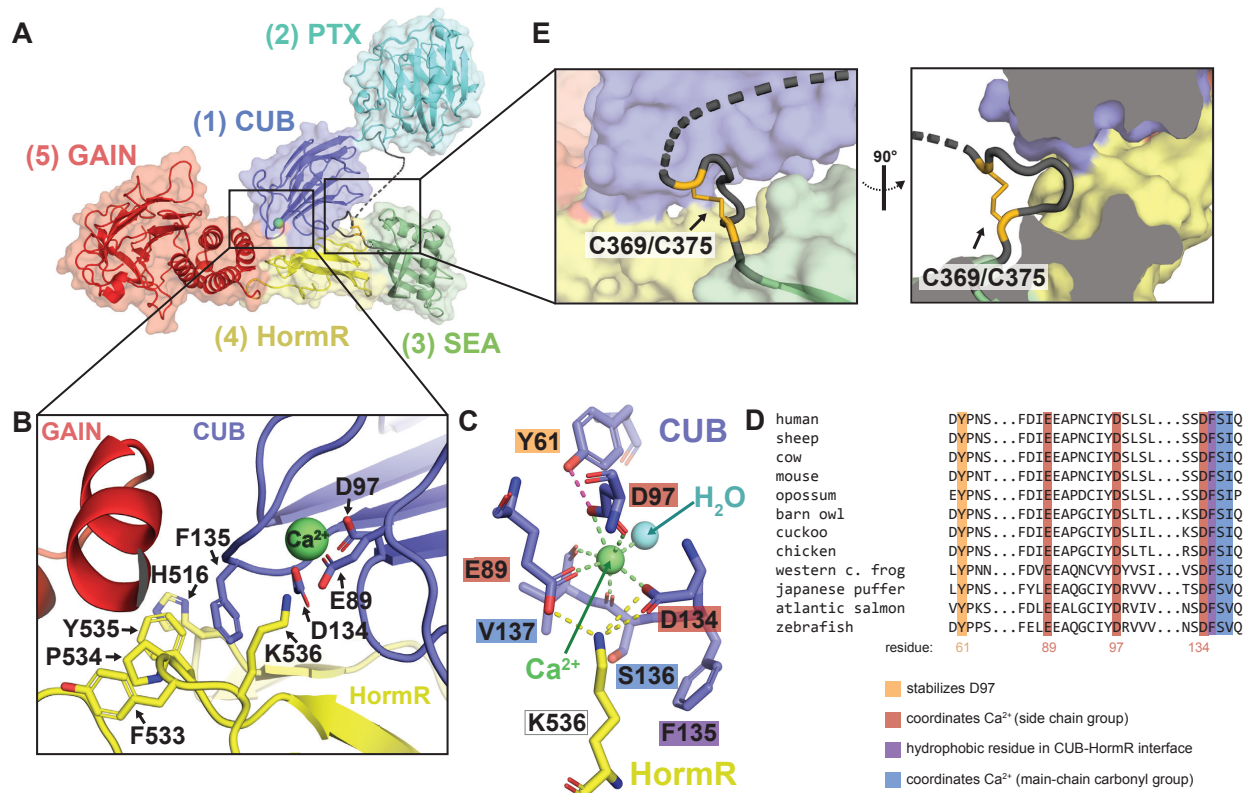 A
(2) PTX
(1) CUB
(5) GAIN
(4) HormR
(3) SEA
E
C369/C375
90°
C369/C375
B
GAIN
CUB
D97
Ca²⁺
F135
H516
E89
D134
Y535
K536
P534
HormR
F533
C
Y61
CUB
D97
H₂O
E89
D134
V137
Ca²⁺
S136
K536
F135
HormR
D
human DYPNS...FDIEEAPNCIYDSLSL...SSDFSIQ
sheep DYPNS...FDIEEAPNCIYDSLSL...SSDFSIQ
cow DYPNS...FDIEEAPNCIYDSLSL...SSDFSIQ
mouse DYPNT...FDIEEAPNCIYDSLSL...SSDFSIQ
opossum EYPNS...FDIEEAPDCIYDSLSL...SSDFSIP
barn owl DYPNS...FDIEEAPGCIYDSLTL...KSDFSIQ
cuckoo DYPNS...FDIEEAPGCIYDSLIL...KSDFSIQ
chicken DYPNS...FDIEEAPGCIYDSLTL...RSDFSIQ
western c. frog LYPNN...FDVEEAQNCVYDYVSI...VSDFSIQ
japanese puffer LYPNS...FYLEEAQGCIYDRVVV...TSDFSIQ
atlantic salmon VYPKS...FDLEEALGCIYDRVIV...NSDFSVQ
zebrafish DYPPS...FELEEAQGCIYDRVVV...NSDFSVQ
residue: 61 89 97 134
stabilizes D97
coordinates Ca²⁺ (side chain group)
hydrophobic residue in CUB-HormR interface
coordinates Ca²⁺ (main-chain carbonyl group)